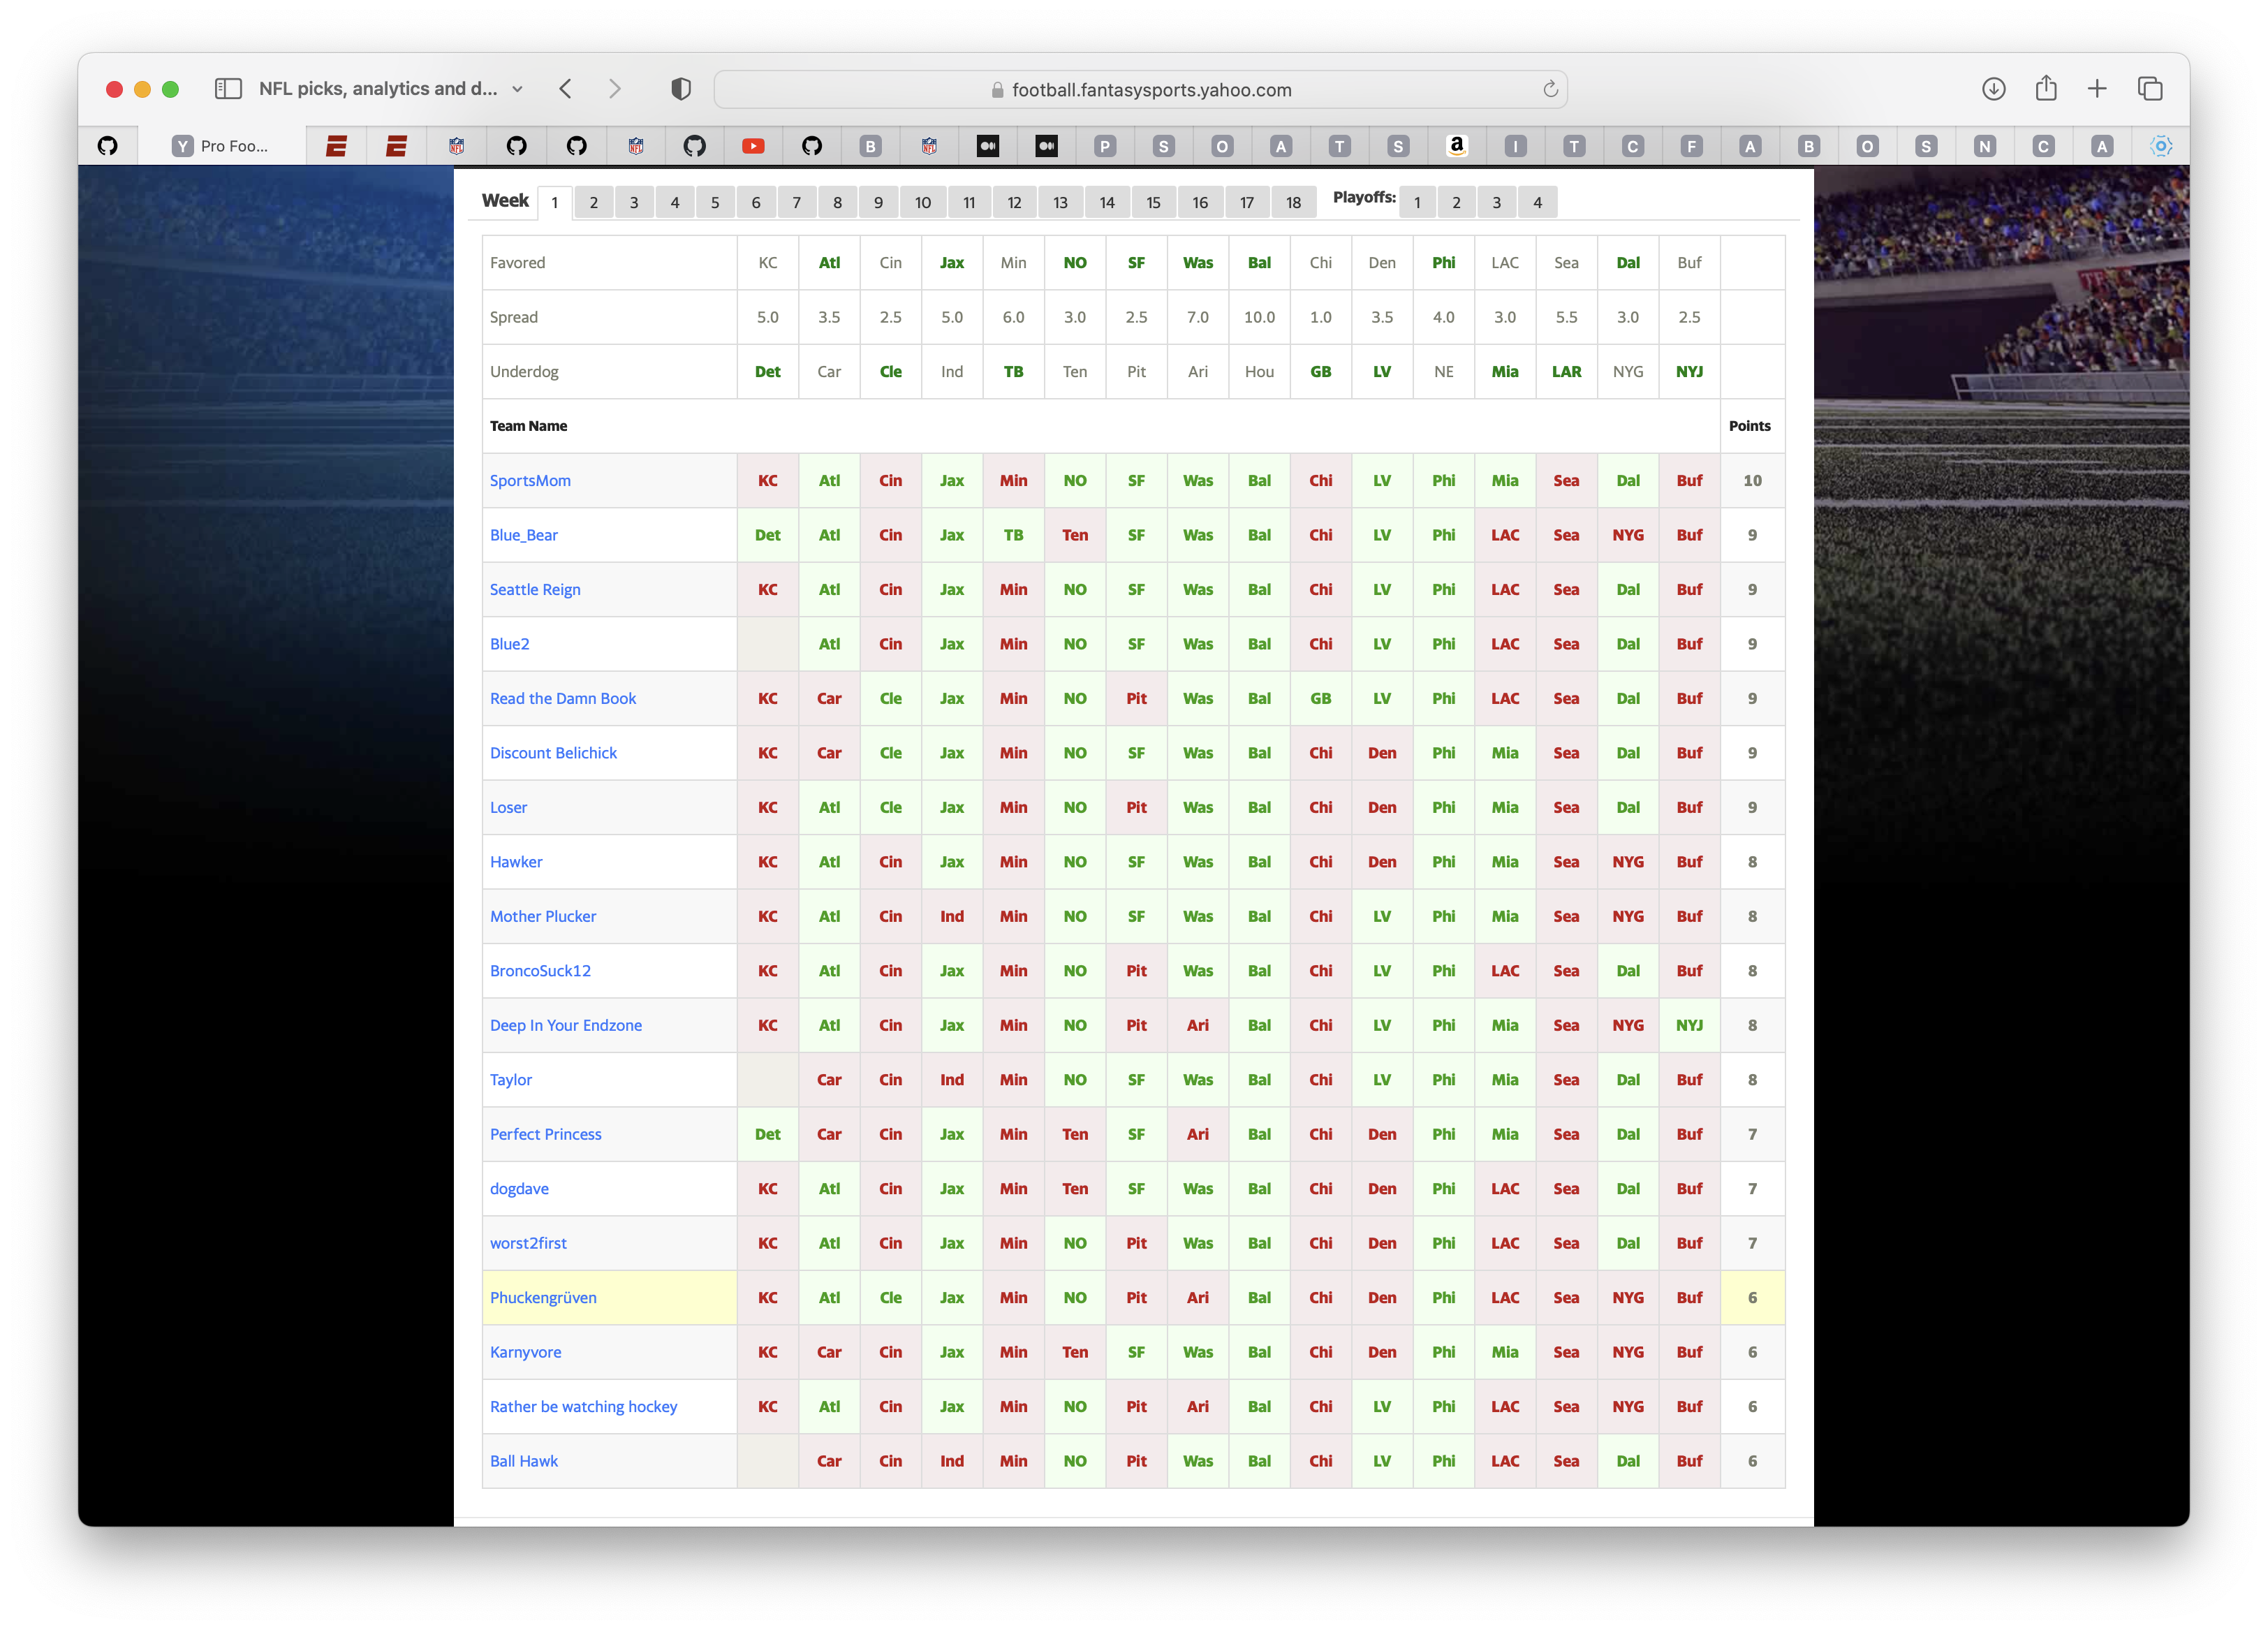 NFL picks, analytics and d...
football.fantasysports.yahoo.com
Y Pro Foo... B P S O A T S a I T C F A B O S N C A
Week 1 2 3 4 5 6 7 8 9 10 11 12 13 14 15 16 17 18 Playoffs: 1 2 3 4
Favored KC Atl Cin Jax Min NO SF Was Bal Chi Den Phi LAC Sea Dal Buf
Spread 5.0 3.5 2.5 5.0 6.0 3.0 2.5 7.0 10.0 1.0 3.5 4.0 3.0 5.5 3.0 2.5
Underdog Det Car Cle Ind TB Ten Pit Ari Hou GB LV NE Mia LAR NYG NYJ
Team Name Points
SportsMom KC Atl Cin Jax Min NO SF Was Bal Chi LV Phi Mia Sea Dal Buf 10
Blue_Bear Det Atl Cin Jax TB Ten SF Was Bal Chi LV Phi LAC Sea NYG Buf 9
Seattle Reign KC Atl Cin Jax Min NO SF Was Bal Chi LV Phi LAC Sea Dal Buf 9
Blue2 Atl Cin Jax Min NO SF Was Bal Chi LV Phi LAC Sea Dal Buf 9
Read the Damn Book KC Car Cle Jax Min NO Pit Was Bal GB LV Phi LAC Sea Dal Buf 9
Discount Belichick KC Car Cle Jax Min NO SF Was Bal Chi Den Phi Mia Sea Dal Buf 9
Loser KC Atl Cle Jax Min NO Pit Was Bal Chi Den Phi Mia Sea Dal Buf 9
Hawker KC Atl Cin Jax Min NO SF Was Bal Chi Den Phi Mia Sea NYG Buf 8
Mother Plucker KC Atl Cin Ind Min NO SF Was Bal Chi LV Phi Mia Sea NYG Buf 8
BroncoSuck12 KC Atl Cin Jax Min NO Pit Was Bal Chi LV Phi LAC Sea Dal Buf 8
Deep In Your Endzone KC Atl Cin Jax Min NO Pit Ari Bal Chi LV Phi Mia Sea NYG NYJ 8
Taylor Car Cin Ind Min NO SF Was Bal Chi LV Phi Mia Sea Dal Buf 8
Perfect Princess Det Car Cin Jax Min Ten SF Ari Bal Chi Den Phi Mia Sea Dal Buf 7
dogdave KC Atl Cin Jax Min Ten SF Was Bal Chi Den Phi LAC Sea Dal Buf 7
worst2first KC Atl Cin Jax Min NO Pit Was Bal Chi Den Phi LAC Sea Dal Buf 7
Phuckengrüven KC Atl Cle Jax Min NO Pit Ari Bal Chi Den Phi LAC Sea NYG Buf 6
Karnyvore KC Car Cin Jax Min Ten SF Was Bal Chi Den Phi Mia Sea NYG Buf 6
Rather be watching hockey KC Atl Cin Jax Min NO Pit Ari Bal Chi LV Phi LAC Sea NYG Buf 6
Ball Hawk Car Cin Ind Min NO Pit Was Bal Chi LV Phi LAC Sea Dal Buf 6